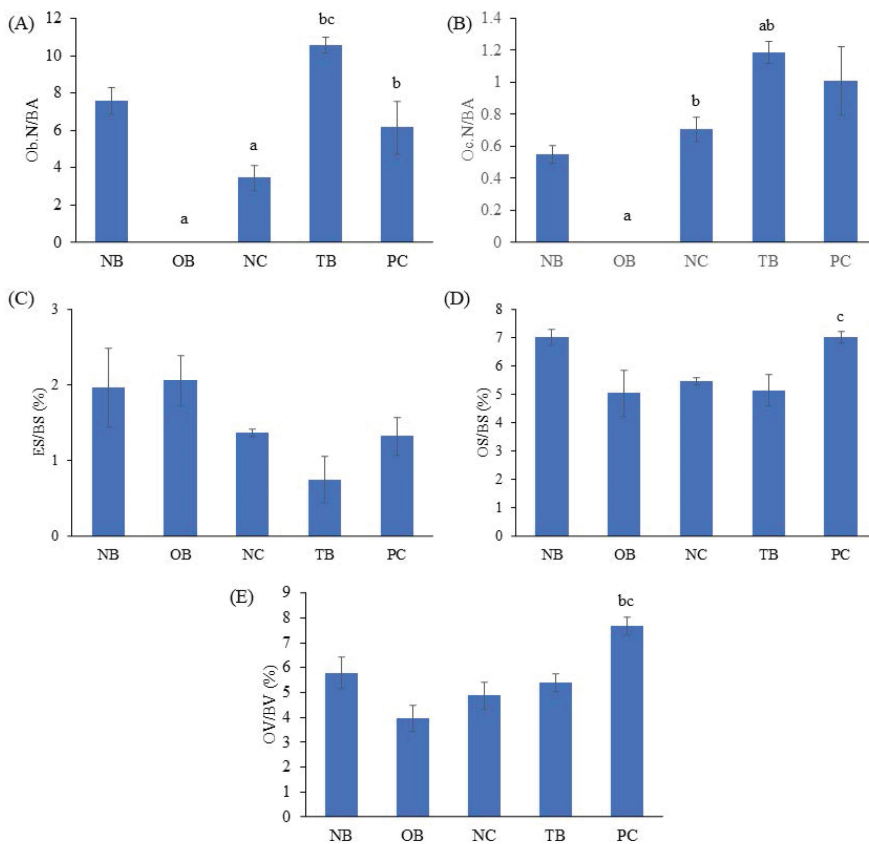 (A)
Ob.N/BA
12
10
8
6
4
2
0
a
a
bc
b
NB OB NC TB PC
(B)
Oc.N/BA
1.4
1.2
1
0.8
0.6
0.4
0.2
0
a
b
ab
NB OB NC TB PC
(C)
ES/BS (%)
3
2
1
0
NB OB NC TB PC
(D)
OS/BS (%)
8
7
6
5
4
3
2
1
0
c
NB OB NC TB PC
(E)
OV/BV (%)
9
8
7
6
5
4
3
2
1
0
bc
NB OB NC TB PC